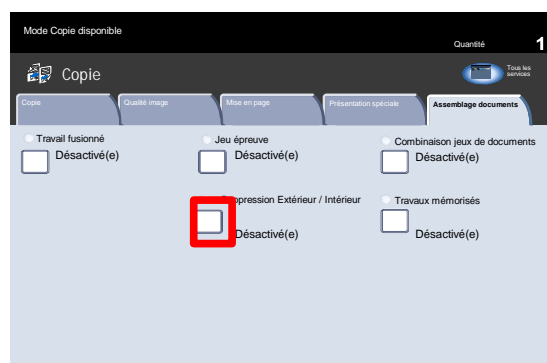 Mode Copie disponible
Quantité
1
Copie
Tous les
services
Copie
Qualité image
Mise en page
Présentation spéciale
Assemblage documents
Travail fusionné
Désactivé(e)
Jeu épreuve
Désactivé(e)
Combinaison jeux de documents
Désactivé(e)
Extérieur / Intérieur
Désactivé(e)
Travaux mémorisés
Désactivé(e)